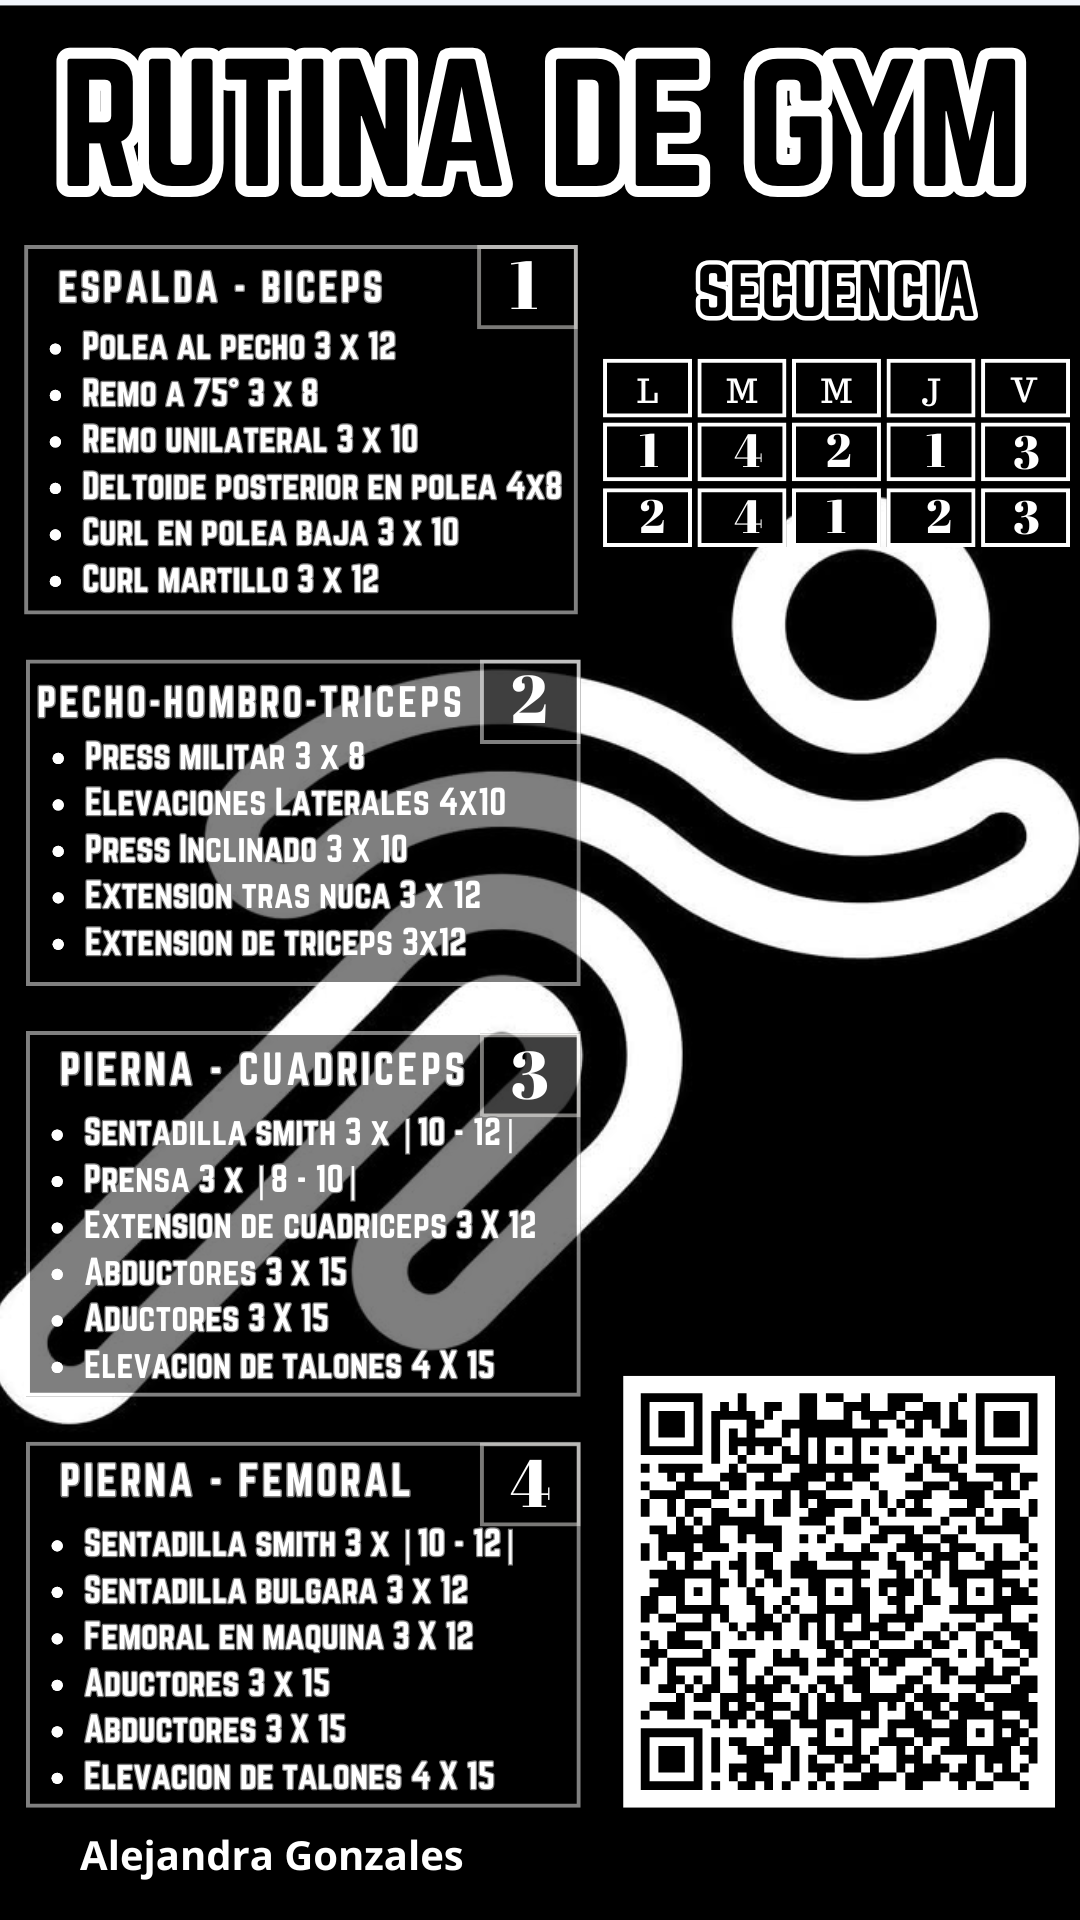 RUTINA DE GYM
ESPALDA - BICEPS
1
• POLEA AL PECHO 3 X 12
• REMO A 75° 3 X 8
• REMO UNILATERAL 3 X 10
• DELTOIDE POSTERIOR EN POLEA 4X8
• CURL EN POLEA BAJA 3 X 10
• CURL MARTILLO 3 X 12
SECUENCIA
L M M J V
1 4 2 1 3
2 4 1 2 3
PECHO-HOMBRO-TRICEPS
2
• PRESS MILITAR 3 X 8
• ELEVACIONES LATERALES 4X10
• PRESS INCLINADO 3 X 10
• EXTENSION TRAS NUCA 3 X 12
• EXTENSION DE TRICEPS 3X12
PIERNA - CUADRICEPS
3
• SENTADILLA SMITH 3 X |10 - 12|
• PRENSA 3 X |8 - 10|
• EXTENSION DE CUADRICEPS 3 X 12
• ABDUCTORES 3 X 15
• ADUCTORES 3 X 15
• ELEVACION DE TALONES 4 X 15
PIERNA - FEMORAL
4
• SENTADILLA SMITH 3 X |10 - 12|
• SENTADILLA BULGARA 3 X 12
• FEMORAL EN MAQUINA 3 X 12
• ADUCTORES 3 X 15
• ABDUCTORES 3 X 15
• ELEVACION DE TALONES 4 X 15
Alejandra Gonzales